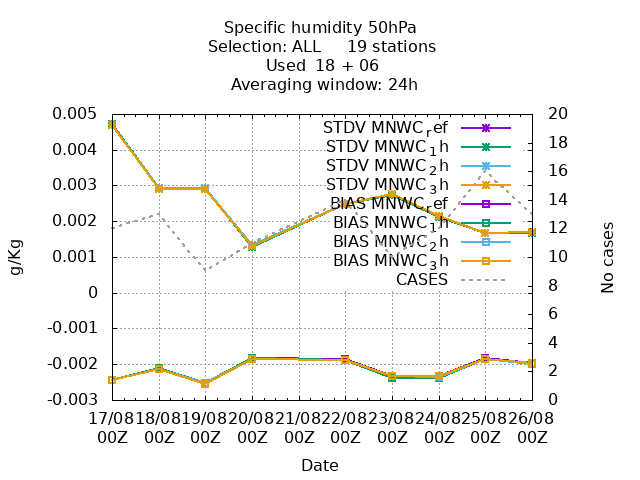 Specific humidity 50hPa
Selection: ALL     19 stations
Used 18 + 06
Averaging window: 24h
0.005
0.004
0.003
0.002
0.001
0
-0.001
-0.002
-0.003
g/Kg
20
18
16
14
12
10
8
6
4
2
0
No cases
STDV MNWC_ref
STDV MNWC_1h
STDV MNWC_2h
STDV MNWC_3h
BIAS MNWC_ref
BIAS MNWC_1h
BIAS MNWC_2h
BIAS MNWC_3h
CASES
17/08 18/08 19/08 20/08 21/08 22/08 23/08 24/08 25/08 26/08
00Z 00Z 00Z 00Z 00Z 00Z 00Z 00Z 00Z 00Z
Date